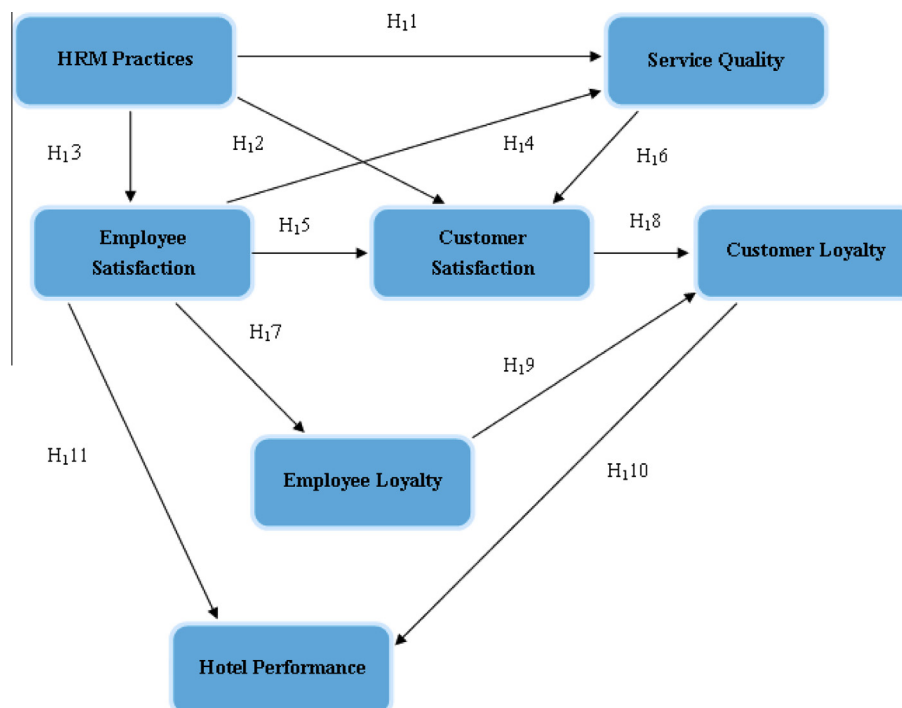 H₁1
HRM Practices
Service Quality
H₁3
H₁2
H₁4
H₁6
Employee
Satisfaction
H₁5
Customer
Satisfaction
H₁8
Customer Loyalty
H₁7
H₁9
H₁11
Employee Loyalty
H₁10
Hotel Performance